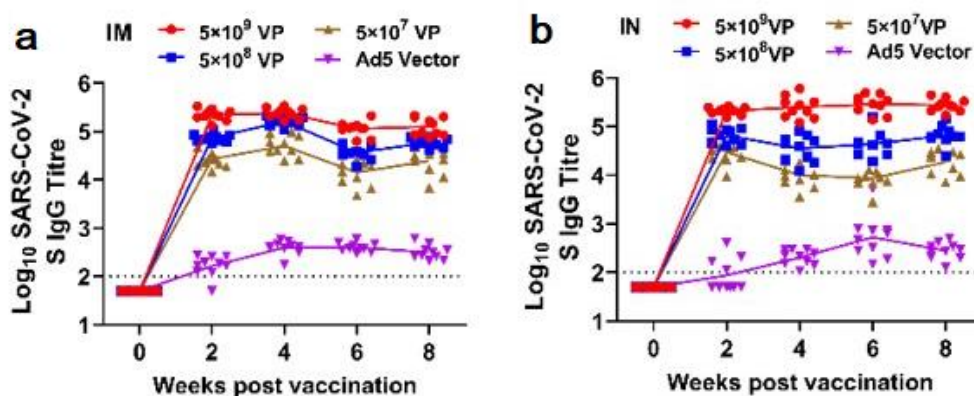 a
IM
5×10⁹ VP
5×10⁷ VP
5×10⁸ VP
Ad5 Vector
Log₁₀ SARS-CoV-2
S IgG Titre
6
5
4
3
2
1
0
2
4
6
8
Weeks post vaccination
b
IN
5×10⁹VP
5×10⁷VP
5×10⁸VP
Ad5 Vector
Log₁₀ SARS-CoV-2
S IgG Titre
6
5
4
3
2
1
0
2
4
6
8
Weeks post vaccination